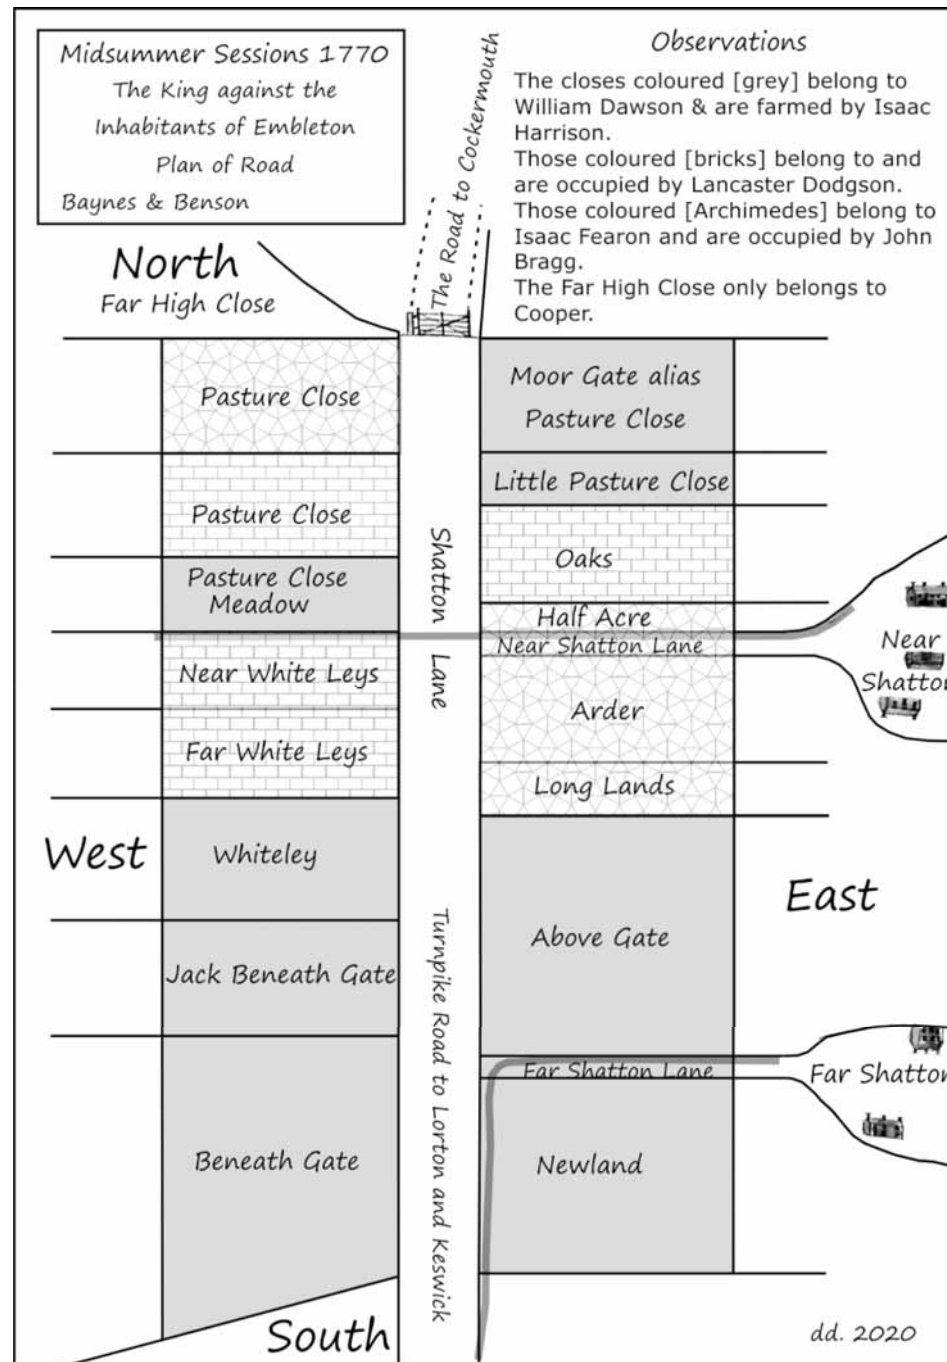 Midsummer Sessions 1770
The King against the
Inhabitants of Embleton
Plan of Road
Baynes & Benson
The Road to Cockermouth
Observations
The closes coloured [grey] belong to
William Dawson & are farmed by Isaac
Harrison.
Those coloured [bricks] belong to and
are occupied by Lancaster Dodgson.
Those coloured [Archimedes] belong to
Isaac Fearon and are occupied by John
Bragg.
The Far High Close only belongs to
Cooper.
North
Far High Close
Pasture Close
Pasture Close
Pasture Close
Meadow
Near White Leys
Far White Leys
West
Whiteley
Jack Beneath Gate
Beneath Gate
South
Shatton Lane
Turnpike Road to Lorton and Keswick
Moor Gate alias
Pasture Close
Little Pasture Close
Oaks
Half Acre
Near Shatton Lane
Arder
Long Lands
Above Gate
Far Shatton Lane
Newland
Near
Shatton
East
Far Shatton
dd. 2020